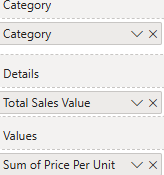 Category
Category
Details
Total Sales Value
Values
Sum of Price Per Unit